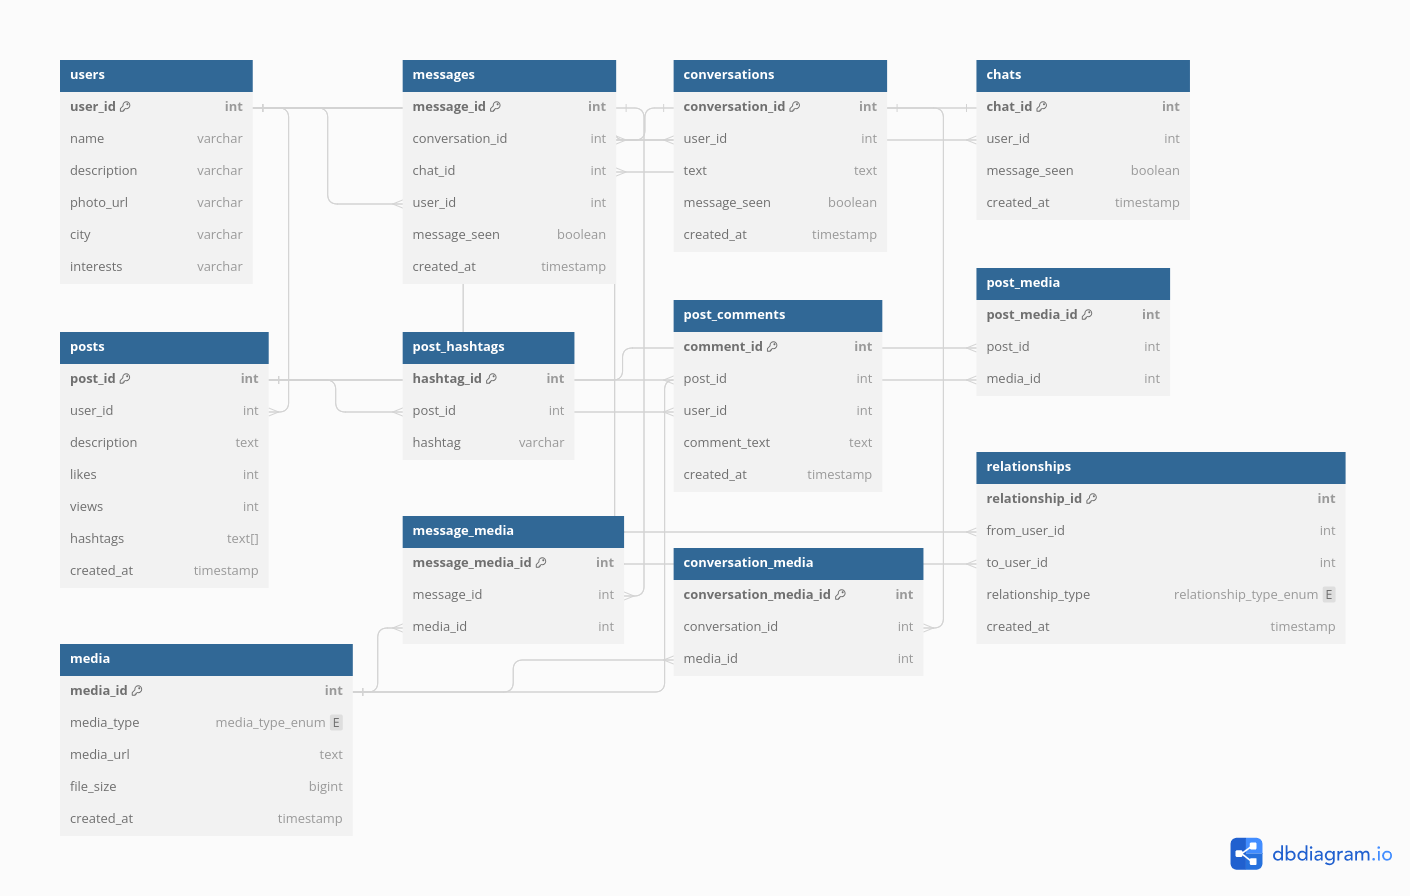 users
user_id int
name varchar
description varchar
photo_url varchar
city varchar
interests varchar
messages
message_id int
conversation_id int
chat_id int
user_id int
message_seen boolean
created_at timestamp
conversations
conversation_id int
user_id int
text text
message_seen boolean
created_at timestamp
chats
chat_id int
user_id int
message_seen boolean
created_at timestamp
post_media
post_media_id int
post_id int
media_id int
posts
post_id int
user_id int
description text
likes int
views int
hashtags text[]
created_at timestamp
post_hashtags
hashtag_id int
post_id int
hashtag varchar
post_comments
comment_id int
post_id int
user_id int
comment_text text
created_at timestamp
relationships
relationship_id int
from_user_id int
to_user_id int
relationship_type relationship_type_enum E
created_at timestamp
message_media
message_media_id int
message_id int
media_id int
conversation_media
conversation_media_id int
conversation_id int
media_id int
media
media_id int
media_type media_type_enum E
media_url text
file_size bigint
created_at timestamp
dbdiagram.io